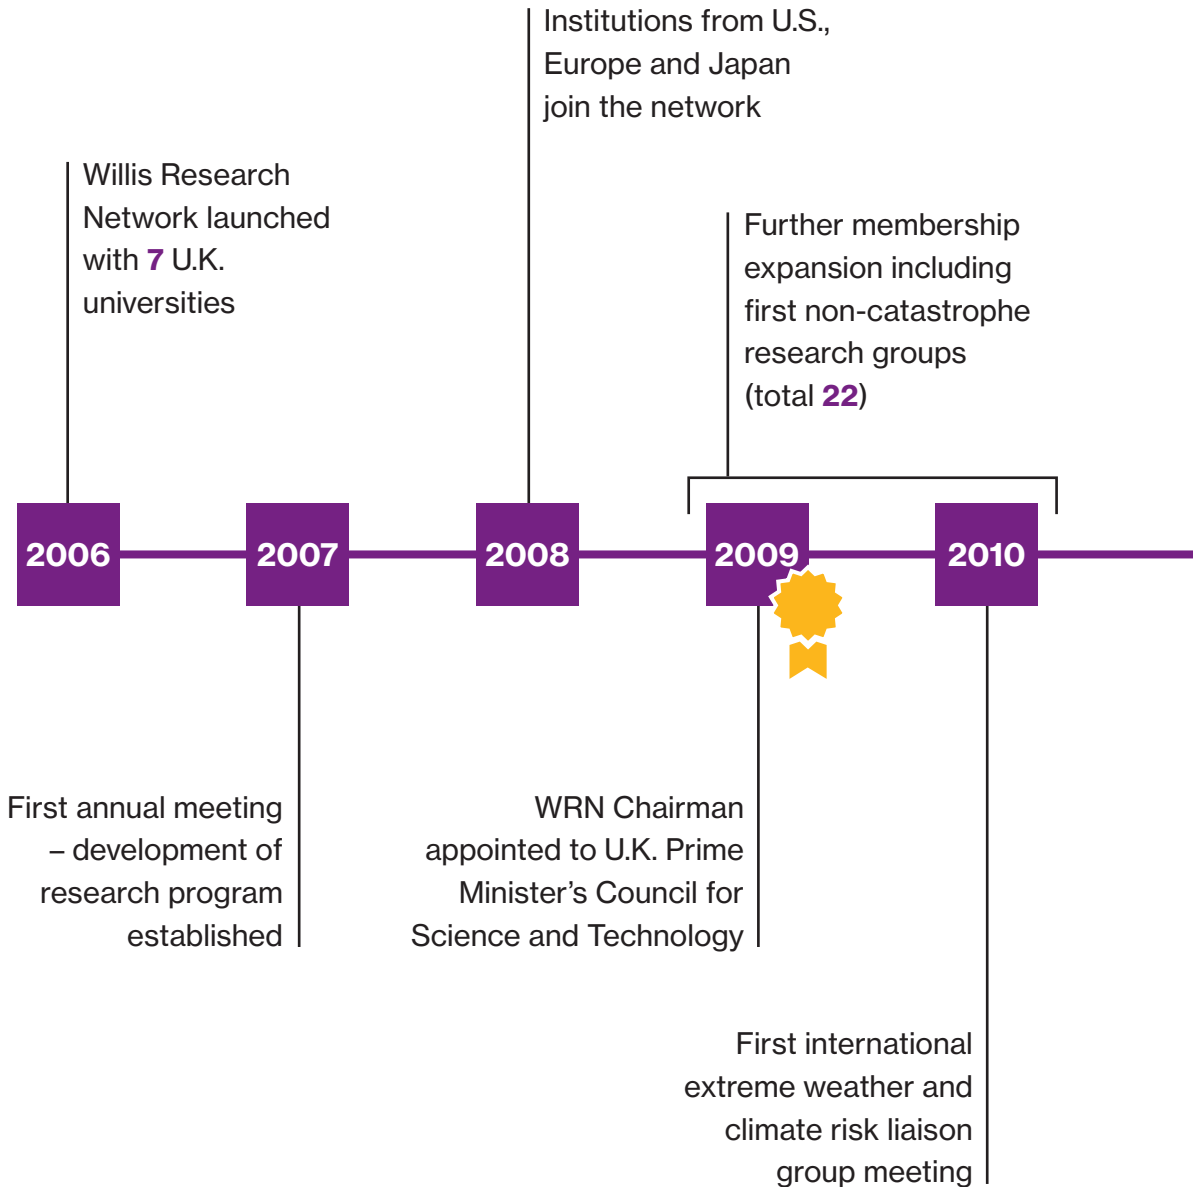 Institutions from U.S.,
Europe and Japan
join the network
Willis Research
Network launched
with 7 U.K.
universities
Further membership
expansion including
first non-catastrophe
research groups
(total 22)
2006
2007
2008
2009
2010
First annual meeting
– development of
research program
established
WRN Chairman
appointed to U.K. Prime
Minister’s Council for
Science and Technology
First international
extreme weather and
climate risk liaison
group meeting